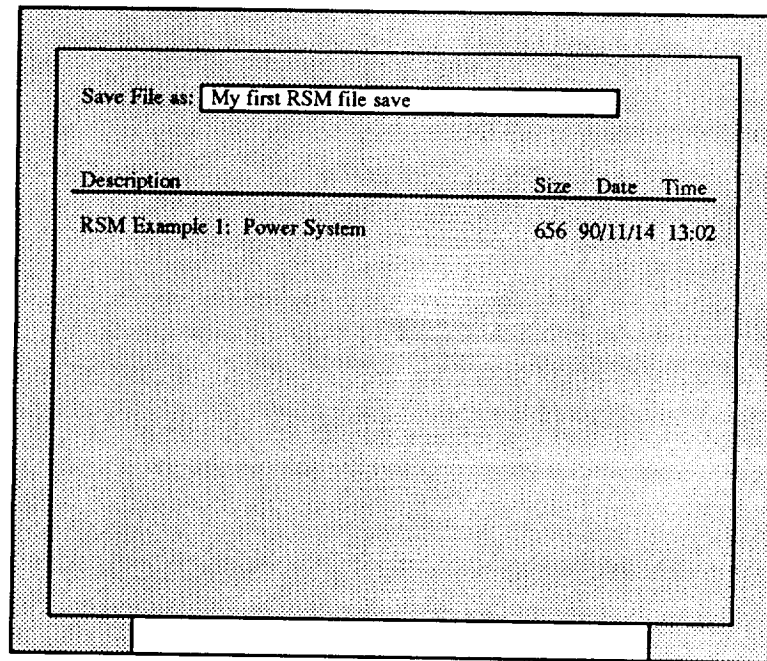 Save File as: My first RSM file save
Description Size Date Time
RSM Example 1: Power System 656 90/11/14 13:02